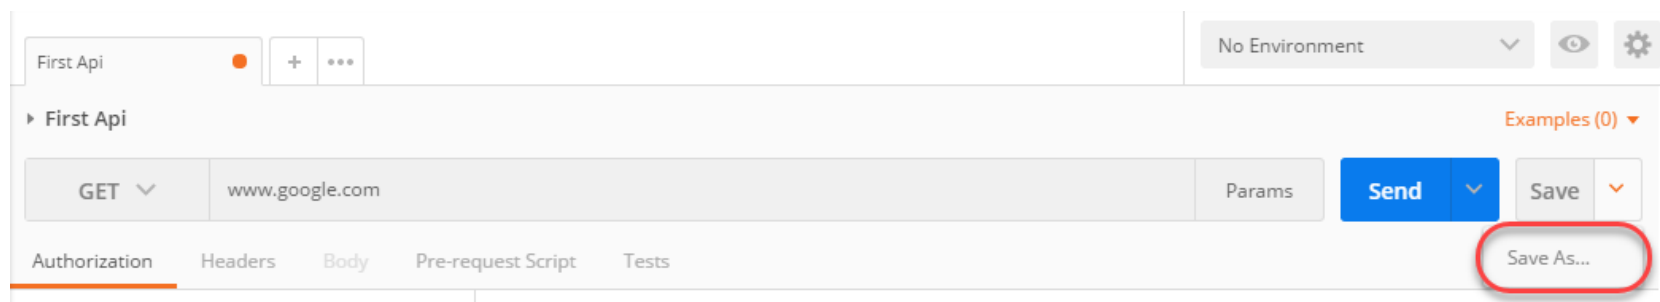 First Api
+
No Environment
First Api
Examples (0)
GET
www.google.com
Params
Send
Save
Authorization
Headers
Body
Pre-request Script
Tests
Save As...